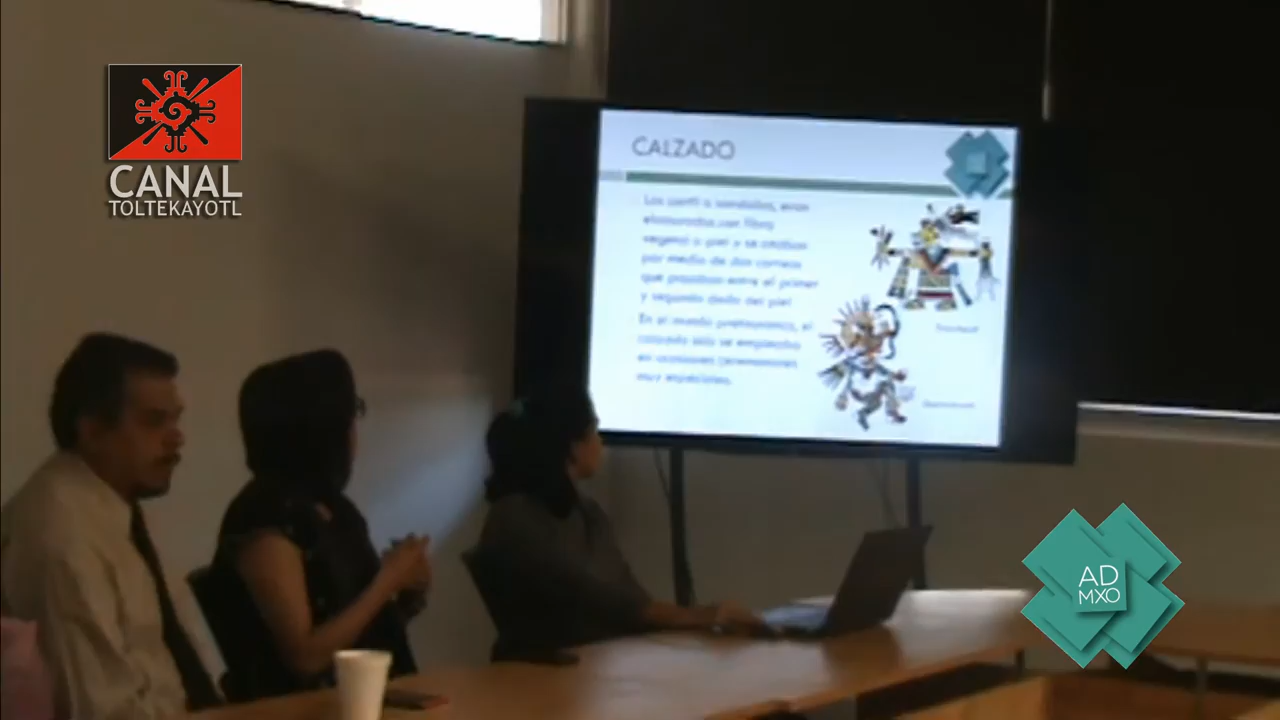 CANAL
TOLTEKAYOTL
CALZADO
Los cactli o sandalias, eran
elaborados con fibra
vegetal o piel y se ataban
por medio de dos correas
que pasaban entre el primer
y segundo dedo del pie
En el mundo prehispánico, el
calzado sólo se empleaba
en ocasiones ceremoniales
muy especiales.
AD
MXO